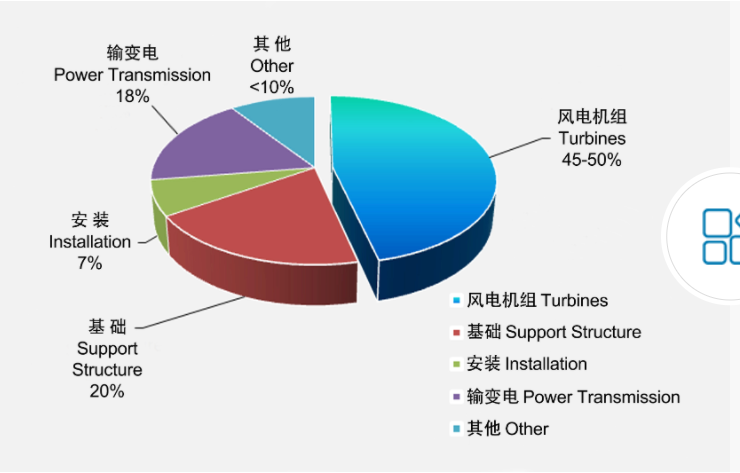 输变电
Power Transmission
18%
其 他
Other
<10%
风电机组
Turbines
45-50%
安 装
Installation
7%
基 础
Support
Structure
20%
风电机组 Turbines
基础 Support Structure
安装 Installation
输变电 Power Transmission
其他 Other